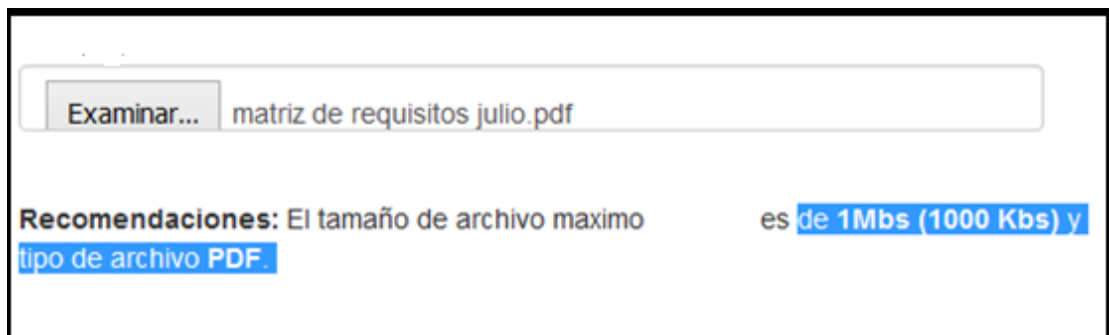 Examinar... matriz de requisitos julio.pdf
Recomendaciones: El tamaño de archivo maximo es de 1Mbs (1000 Kbs) y
tipo de archivo PDF.